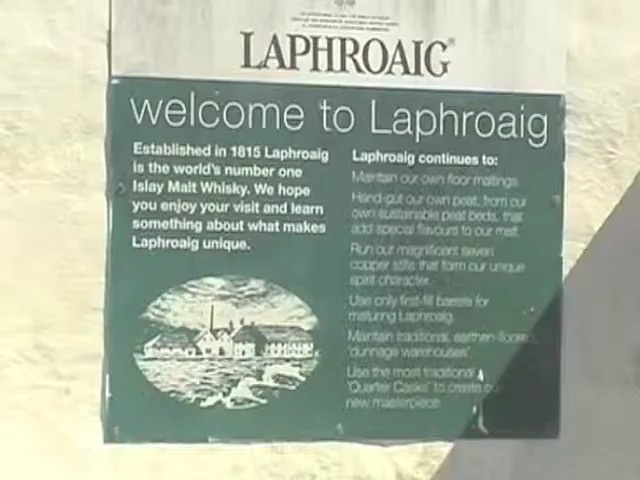 LAPHROAIG®
welcome to Laphroaig
Established in 1815 Laphroaig
is the world's number one
Islay Malt Whisky. We hope
you enjoy your visit and learn
something about what makes
Laphroaig unique.
Laphroaig continues to:
Maintain our own floor maltings.
Hand-cut our own peat, from our
own sustainable peat beds, that
add special flavours to our malt.
Run our magnificent seven
copper stills that form our unique
spirit character.
Use only first-fill barrels for
maturing Laphroaig.
Maintain traditional, earthen-floored
'dunnage warehouses'.
Use the most traditional
'Quarter Casks' to create our
new masterpiece